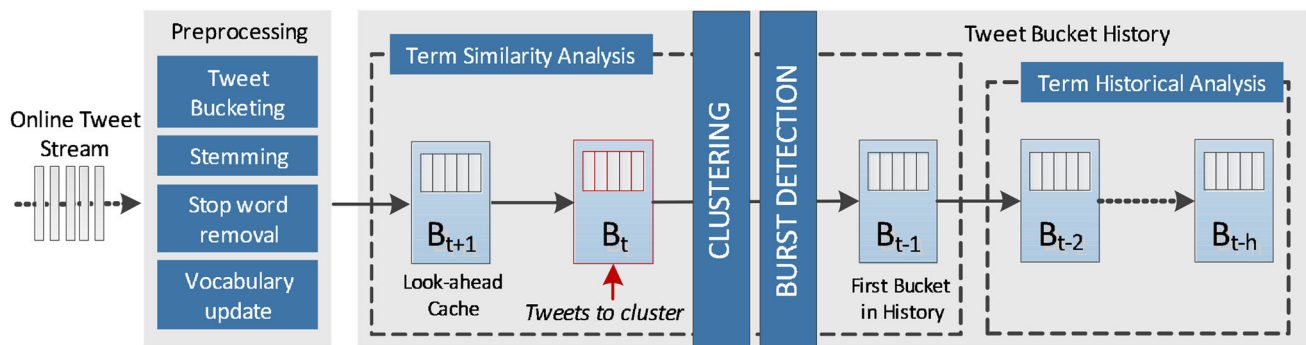 Online Tweet
Stream
Preprocessing
Tweet
Bucketing
Stemming
Stop word
removal
Vocabulary
update
Tweet Bucket History
Term Similarity Analysis
B_{t+1}
Look-ahead
Cache
B_t
Tweets to cluster
CLUSTERING
BURST DETECTION
B_{t-1}
First Bucket
in History
Term Historical Analysis
B_{t-2}
B_{t-h}